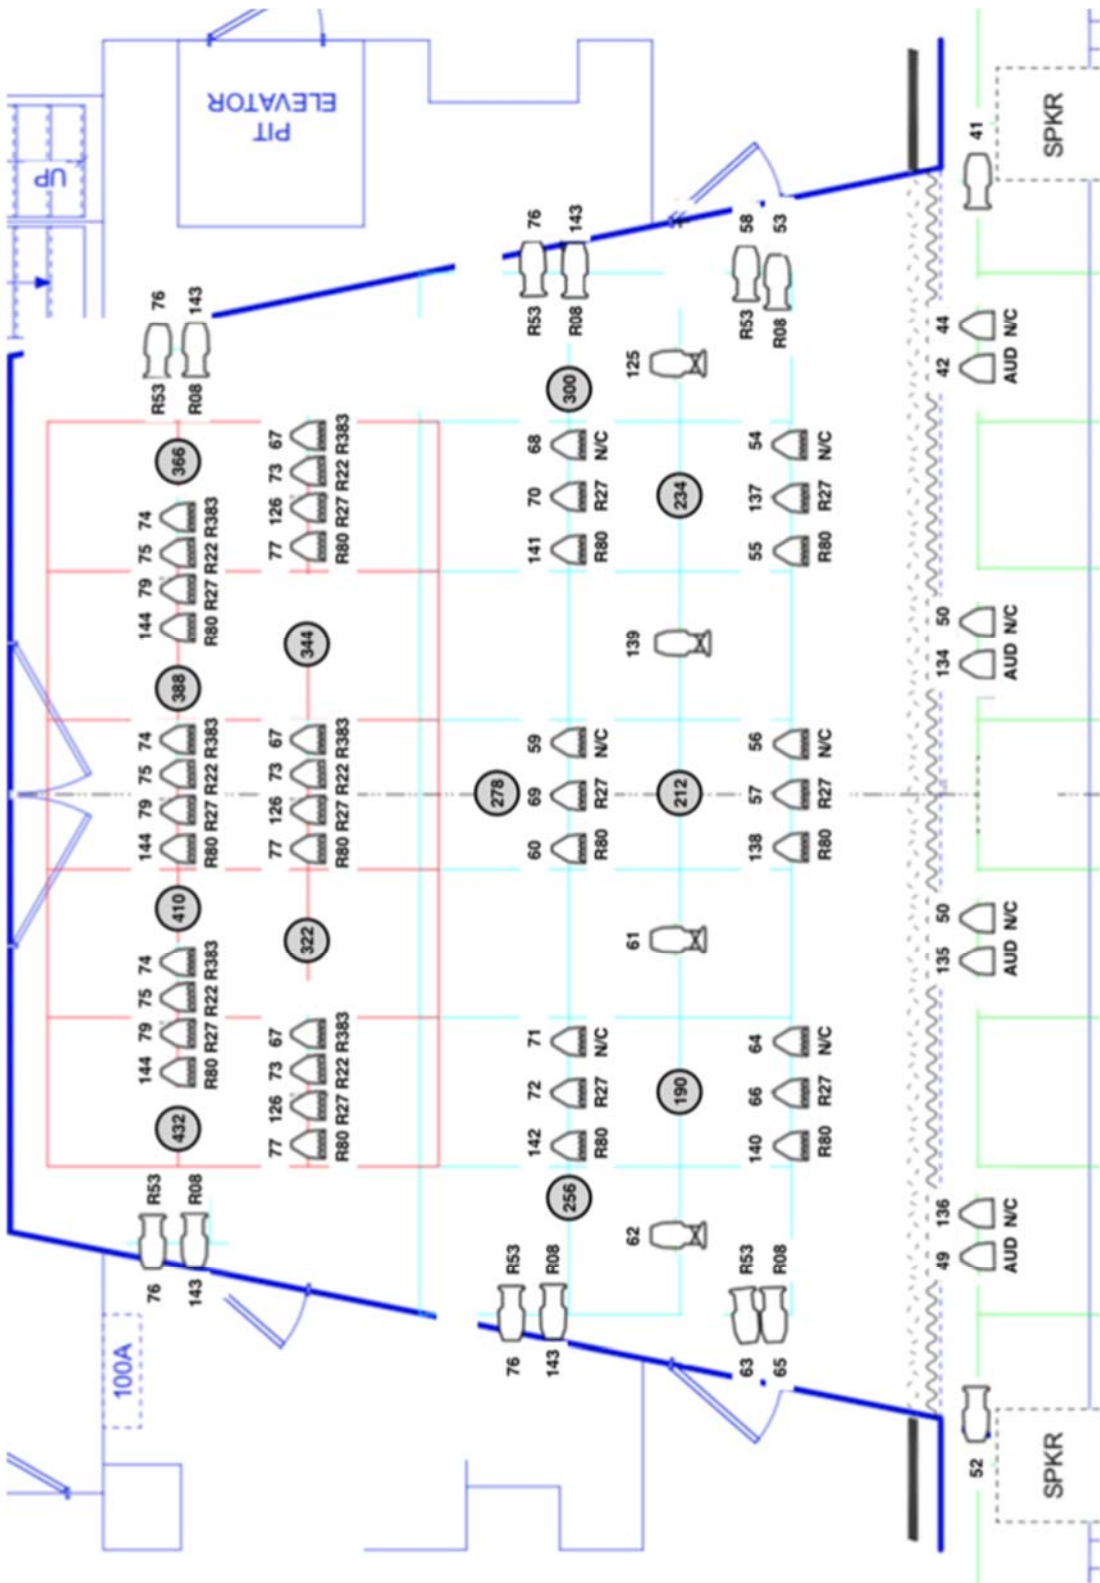 UP
PIT
ELEVATOR
SPKR
41
76 143
R53 R08
76 143
R53 R08
58 53
R53 R08
125
44 N/C
42 AUD
366
300
234
74 R383
75 R22
79 R27
144 R80
67 R383
73 R22
126 R27
77 R80
68 N/C
70 R27
141 R80
54 N/C
137 R27
55 R80
388
344
139
50 N/C
134 AUD
74 R383
75 R22
79 R27
144 R80
67 R383
73 R22
126 R27
77 R80
278
59 N/C
69 R27
60 R80
212
56 N/C
57 R27
138 R80
410
322
61
50 N/C
135 AUD
74 R383
75 R22
79 R27
144 R80
67 R383
73 R22
126 R27
77 R80
71 N/C
72 R27
142 R80
190
64 N/C
66 R27
140 R80
432
256
62
136 N/C
49 AUD
R53 R08
76 143
R53 R08
76 143
R53 R08
63 65
100A
52
SPKR